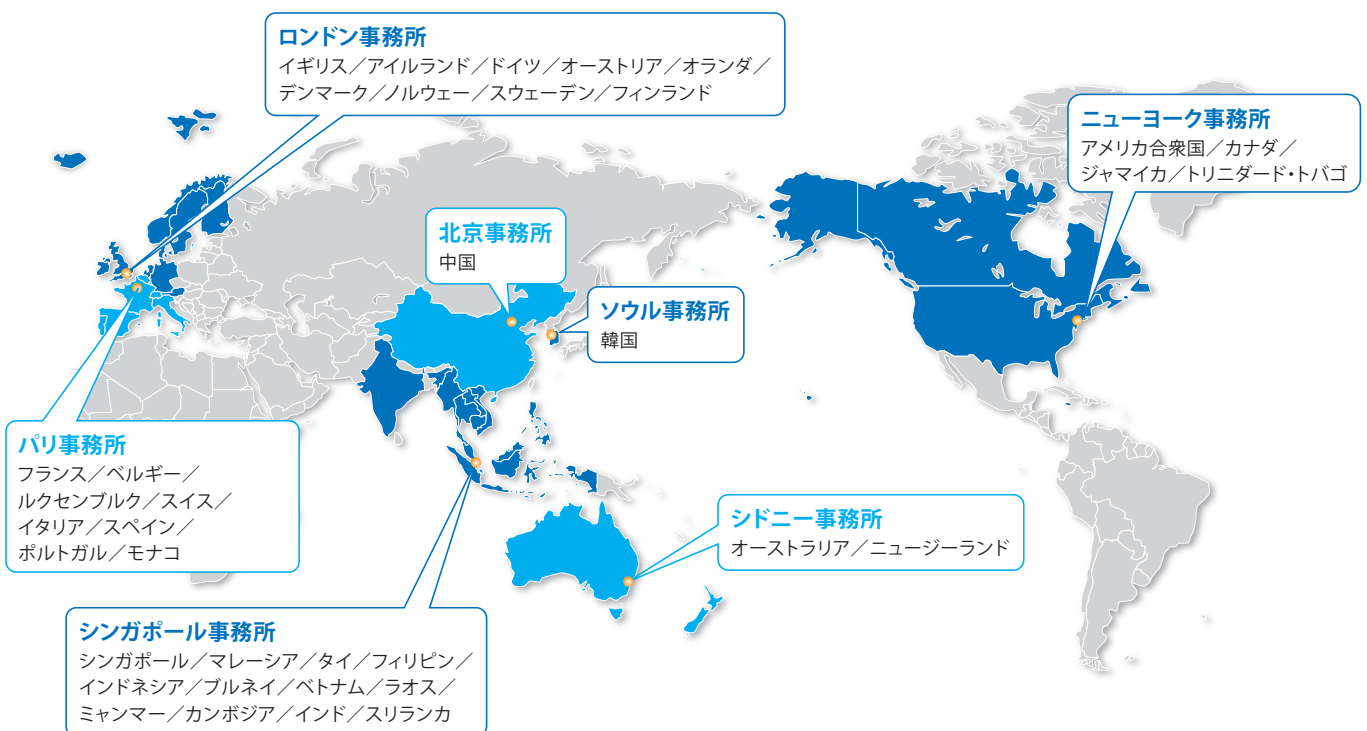 ロンドン事務所
イギリス／アイルランド／ドイツ／オーストリア／オランダ／
デンマーク／ノルウェー／スウェーデン／フィンランド
ニューヨーク事務所
アメリカ合衆国／カナダ／
ジャマイカ／トリニダード・トバゴ
北京事務所
中国
ソウル事務所
韓国
パリ事務所
フランス／ベルギー／
ルクセンブルク／スイス／
イタリア／スペイン／
ポルトガル／モナコ
シドニー事務所
オーストラリア／ニュージーランド
シンガポール事務所
シンガポール／マレーシア／タイ／フィリピン／
インドネシア／ブルネイ／ベトナム／ラオス／
ミャンマー／カンボジア／インド／スリランカ